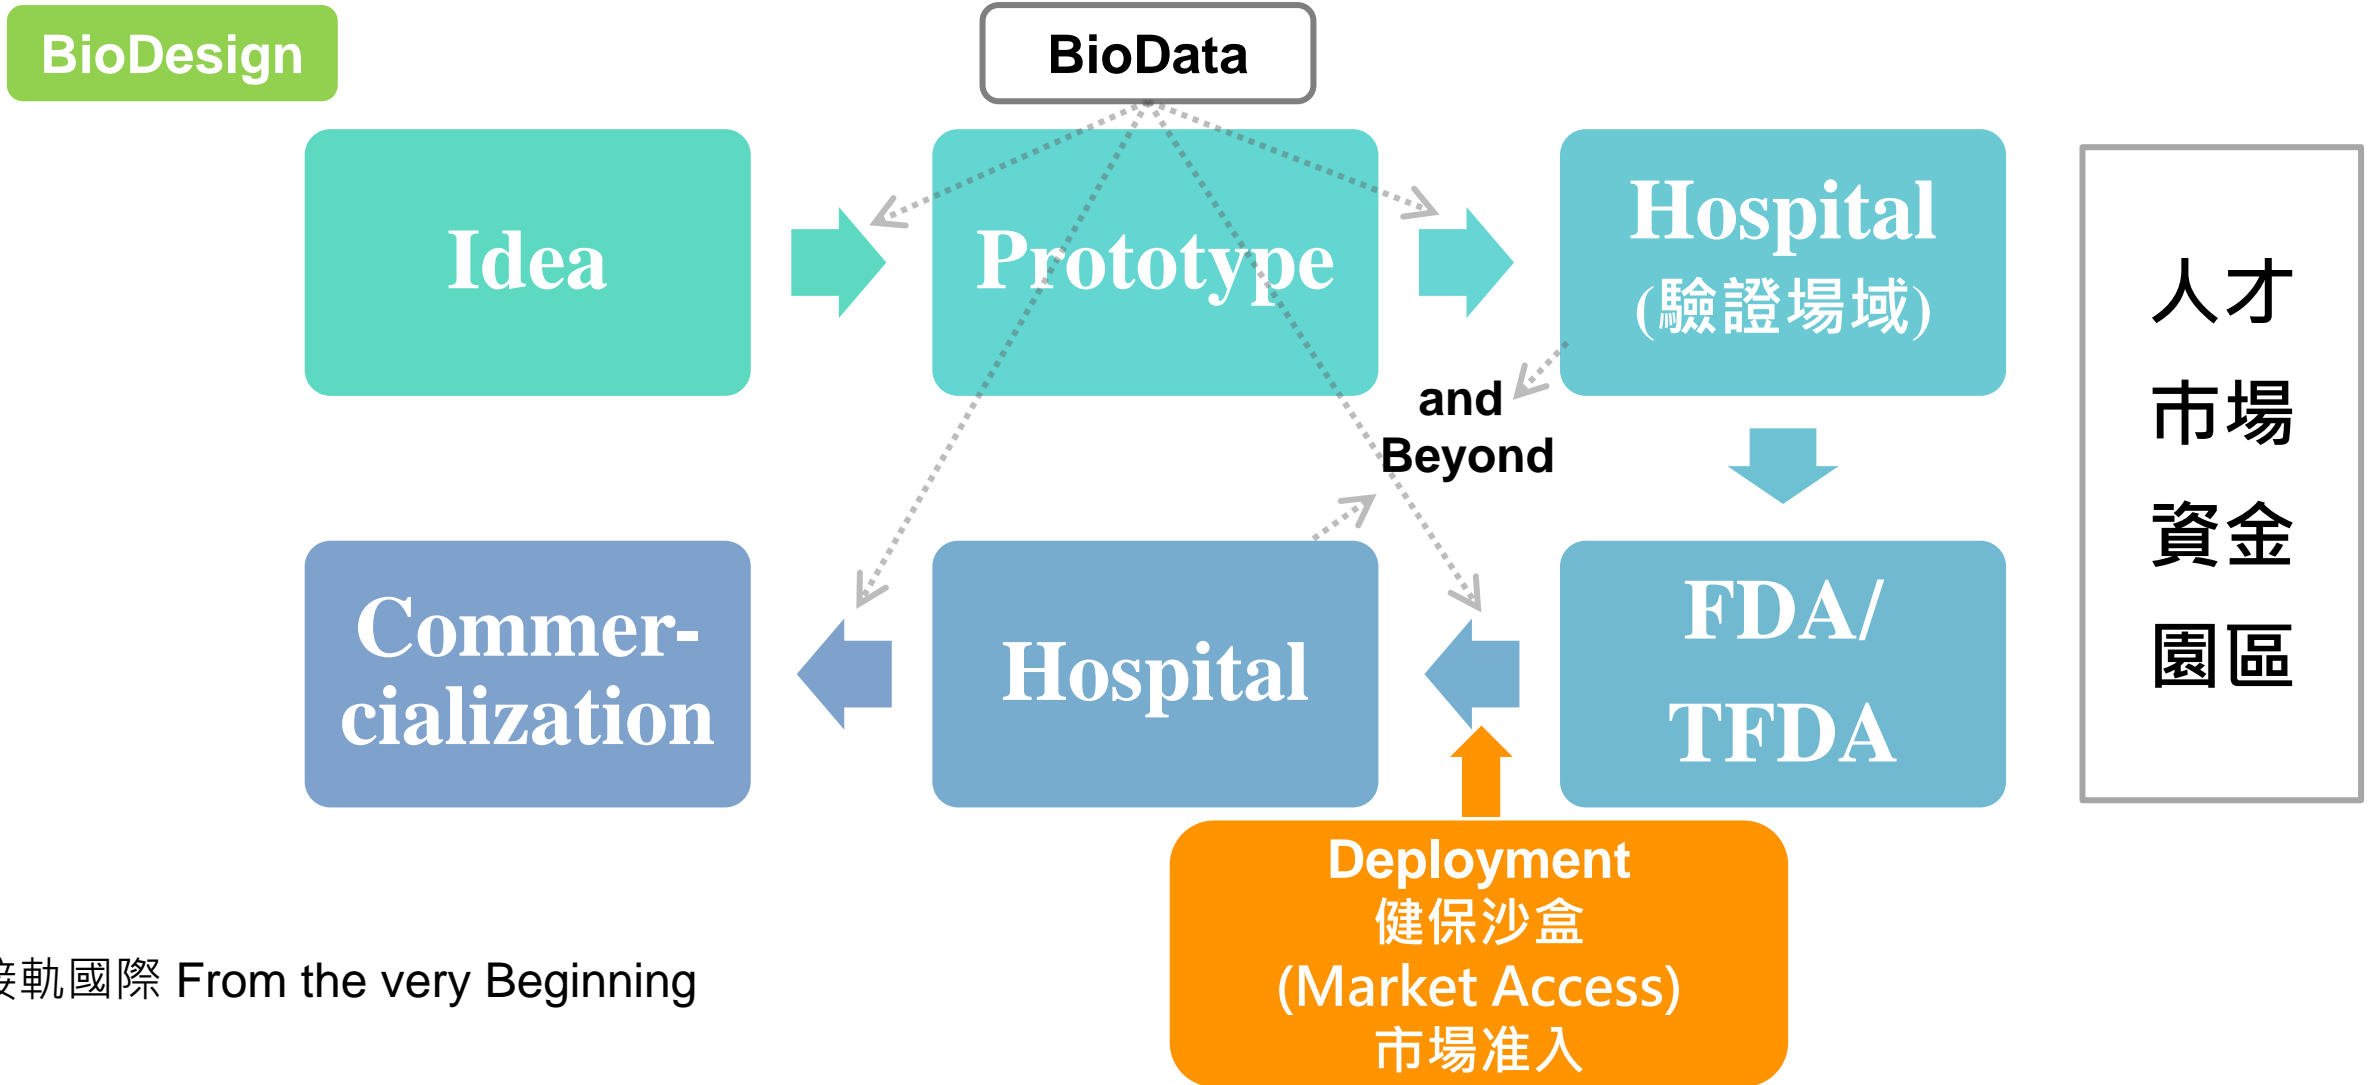 BioDesign
BioData
Idea
Prototype
Hospital
(驗證場域)
and
Beyond
Commer-
cialization
Hospital
FDA/
TFDA
人才
市場
資金
園區
Deployment
健保沙盒
(Market Access)
市場准入
接軌國際 From the very Beginning